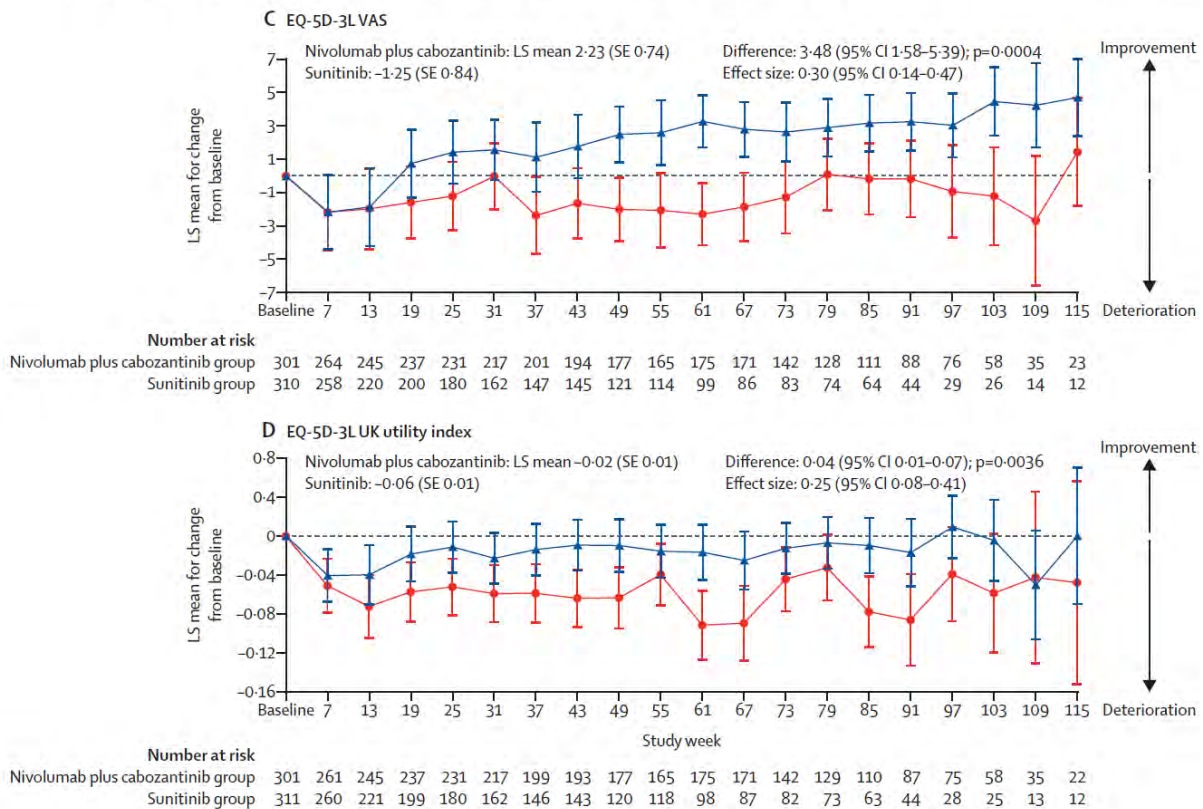 C EQ-5D-3L VAS
Nivolumab plus cabozantinib: LS mean 2·23 (SE 0·74)
Sunitinib: –1·25 (SE 0·84)
Difference: 3·48 (95% CI 1·58–5·39); p=0·0004
Effect size: 0·30 (95% CI 0·14–0·47)
Improvement
LS mean for change
from baseline
7
5
3
1
–1
–3
–5
–7
Baseline 7 13 19 25 31 37 43 49 55 61 67 73 79 85 91 97 103 109 115
Deterioration
Number at risk
Nivolumab plus cabozantinib group 301 264 245 237 231 217 201 194 177 165 175 171 142 128 111 88 76 58 35 23
Sunitinib group 310 258 220 200 180 162 147 145 121 114 99 86 83 74 64 44 29 26 14 12
D EQ-5D-3L UK utility index
Nivolumab plus cabozantinib: LS mean –0·02 (SE 0·01)
Sunitinib: –0·06 (SE 0·01)
Difference: 0·04 (95% CI 0·01–0·07); p=0·0036
Effect size: 0·25 (95% CI 0·08–0·41)
Improvement
LS mean for change
from baseline
0·8
0·4
0
–0·04
–0·08
–0·12
–0·16
Baseline 7 13 19 25 31 37 43 49 55 61 67 73 79 85 91 97 103 109 115
Deterioration
Study week
Number at risk
Nivolumab plus cabozantinib group 301 261 245 237 231 217 199 193 177 165 175 171 142 129 110 87 75 58 35 22
Sunitinib group 311 260 221 199 180 162 146 143 120 118 98 87 82 73 63 44 28 25 13 12